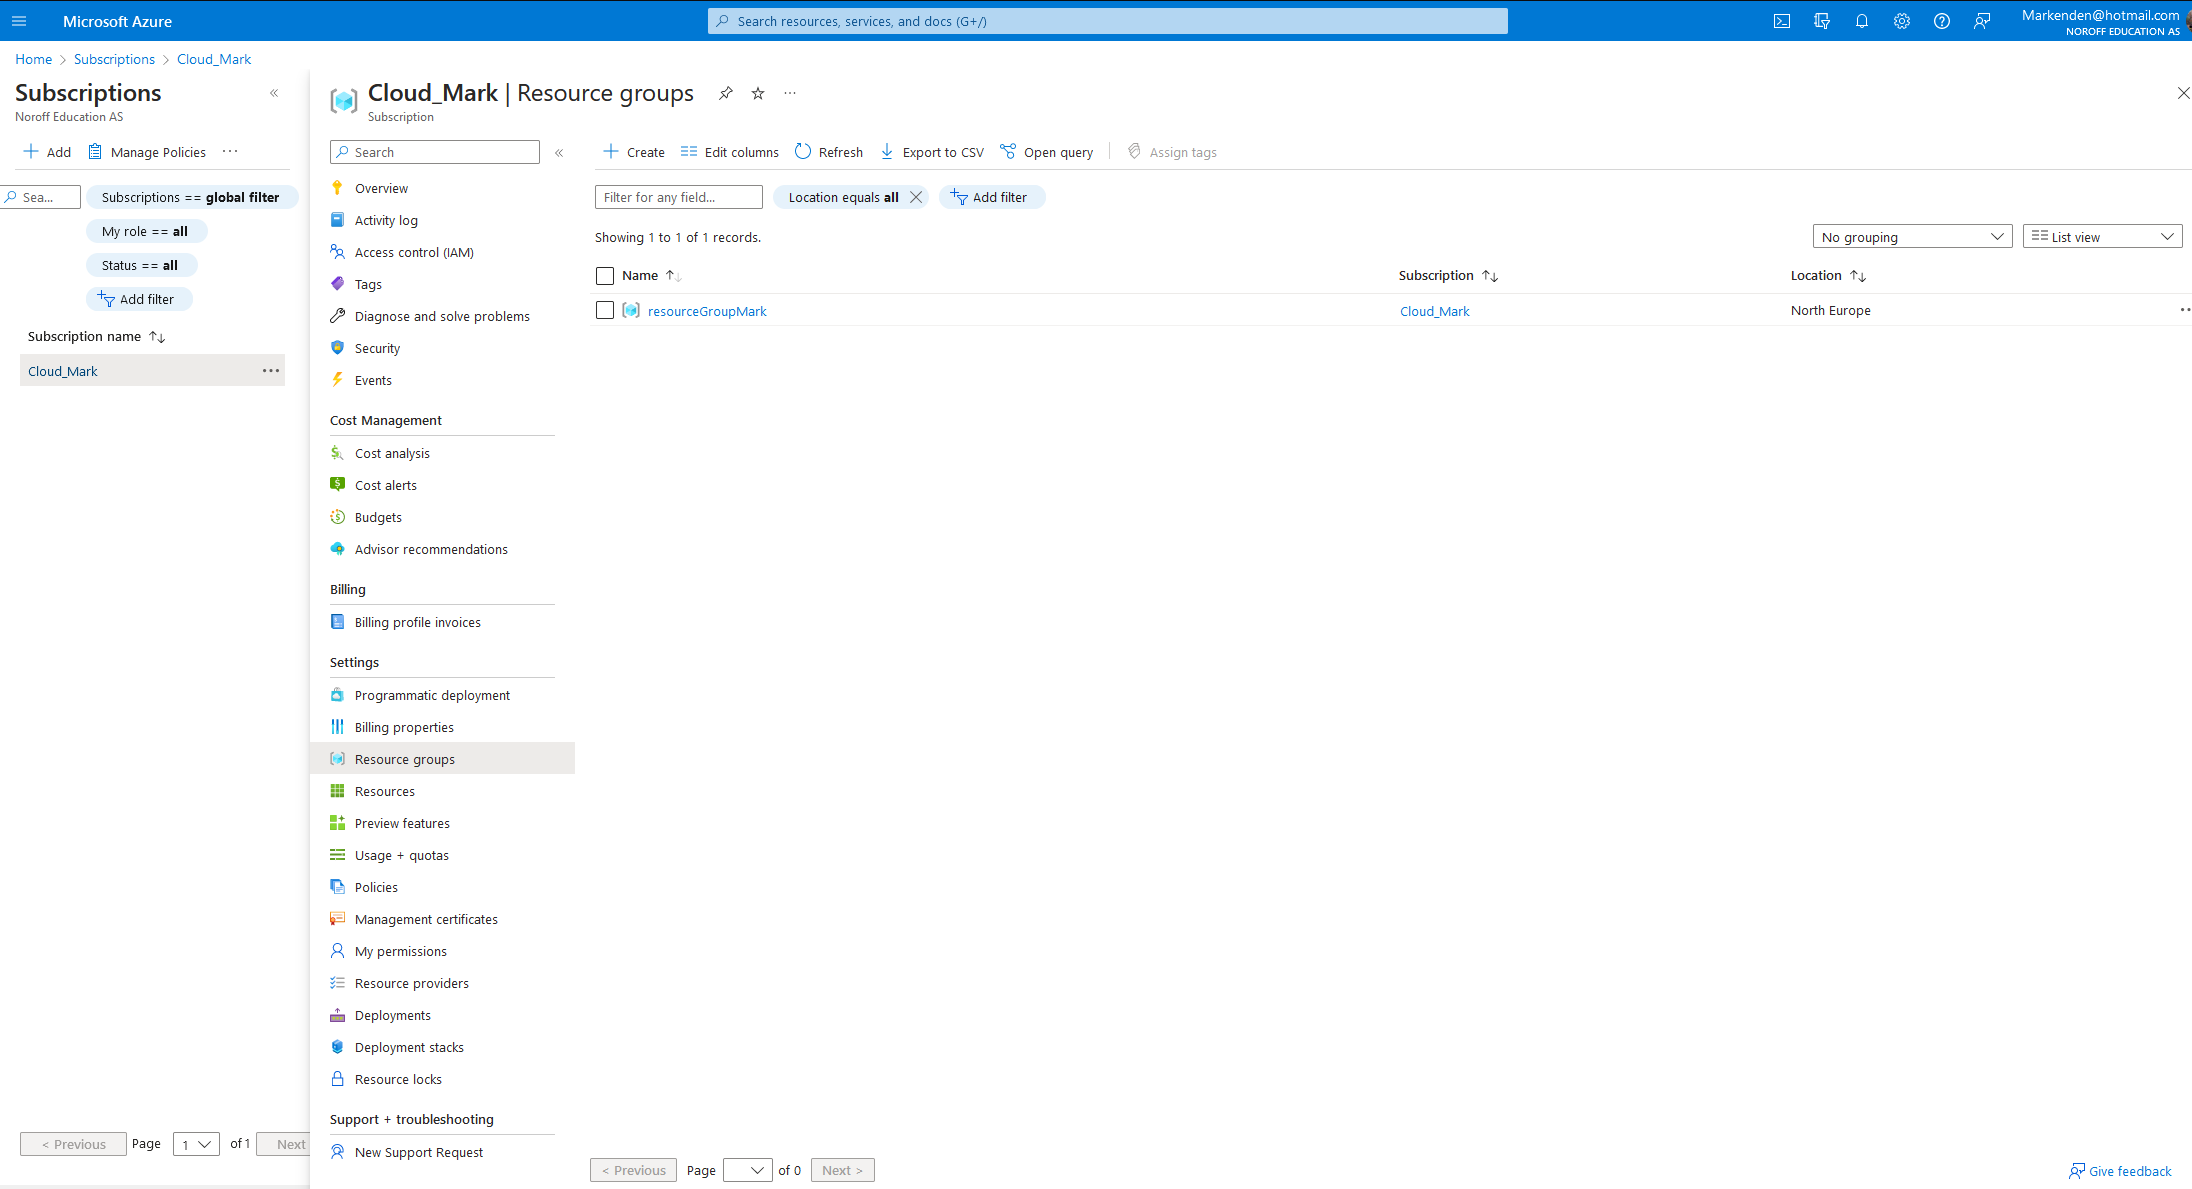 Microsoft Azure
Search resources, services, and docs (G+/)
Markenden@hotmail.com
NOROFF EDUCATION AS
Home
Subscriptions
Cloud_Mark
Subscriptions
Noroff Education AS
Add
Manage Policies
Sea...
Subscriptions == global filter
My role == all
Status == all
Add filter
Subscription name
Cloud_Mark
< Previous
Page
1
of 1
Next
Cloud_Mark | Resource groups
Subscription
Search
Overview
Activity log
Access control (IAM)
Tags
Diagnose and solve problems
Security
Events
Cost Management
Cost analysis
Cost alerts
Budgets
Advisor recommendations
Billing
Billing profile invoices
Settings
Programmatic deployment
Billing properties
Resource groups
Resources
Preview features
Usage + quotas
Policies
Management certificates
My permissions
Resource providers
Deployments
Deployment stacks
Resource locks
Support + troubleshooting
New Support Request
Create
Edit columns
Refresh
Export to CSV
Open query
Assign tags
Filter for any field...
Location equals all
Add filter
Showing 1 to 1 of 1 records.
No grouping
List view
Name
Subscription
Location
resourceGroupMark
Cloud_Mark
North Europe
< Previous
Page
of 0
Next >
Give feedback